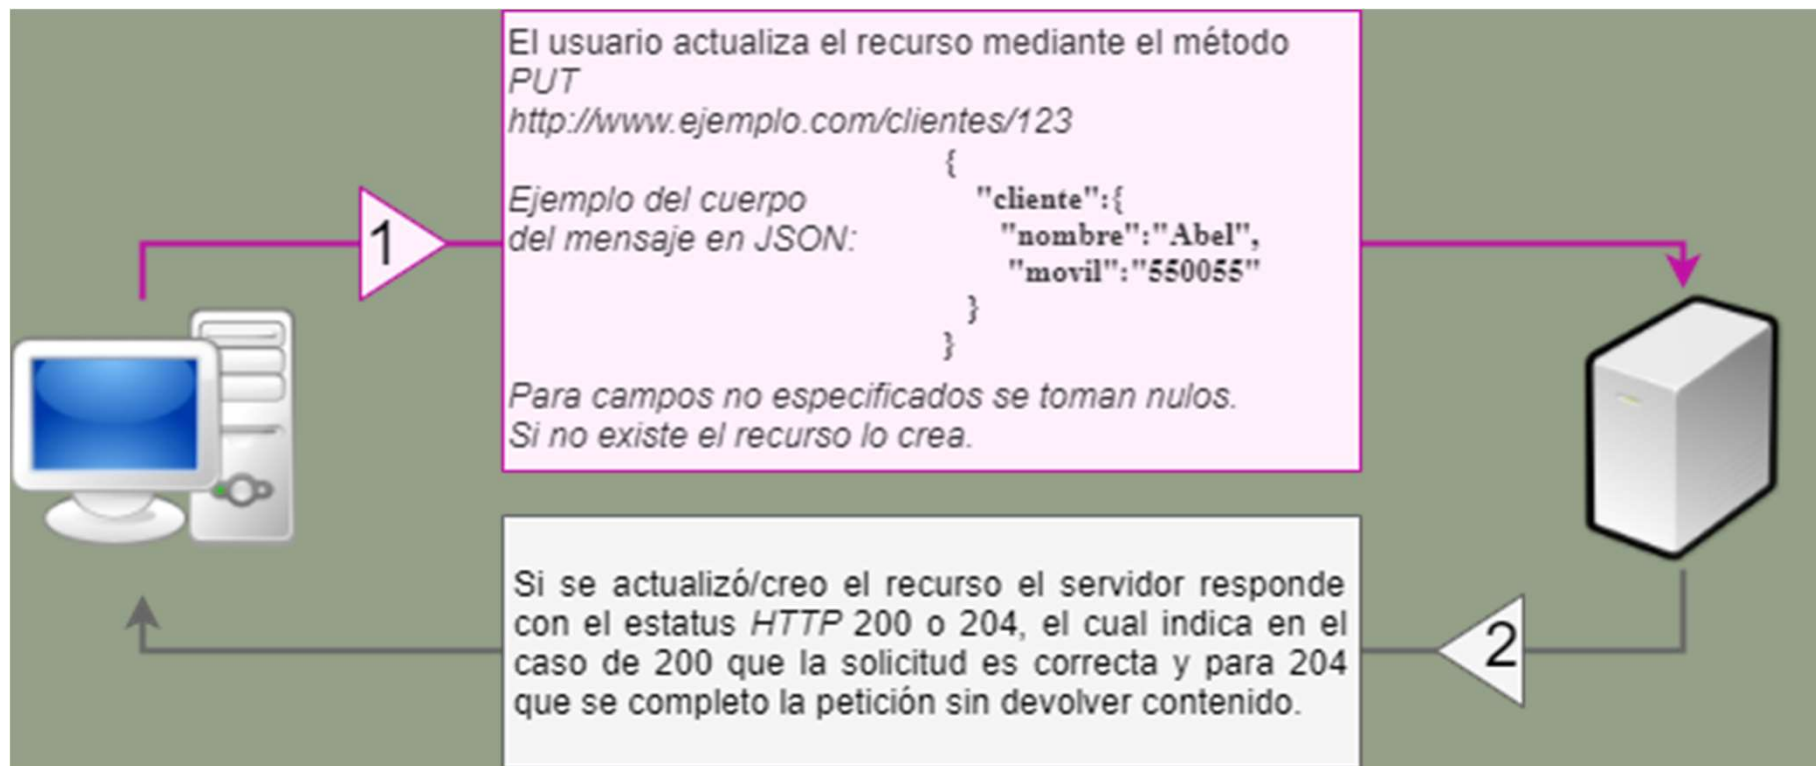 El usuario actualiza el recurso mediante el método
PUT
http://www.ejemplo.com/clientes/123
{
Ejemplo del cuerpo
del mensaje en JSON:
"cliente":{
"nombre":"Abel",
"movil":"550055"
}
}
Para campos no especificados se toman nulos.
Si no existe el recurso lo crea.
1
Si se actualizó/creo el recurso el servidor responde
con el estatus HTTP 200 o 204, el cual indica en el
caso de 200 que la solicitud es correcta y para 204
que se completo la petición sin devolver contenido.
2